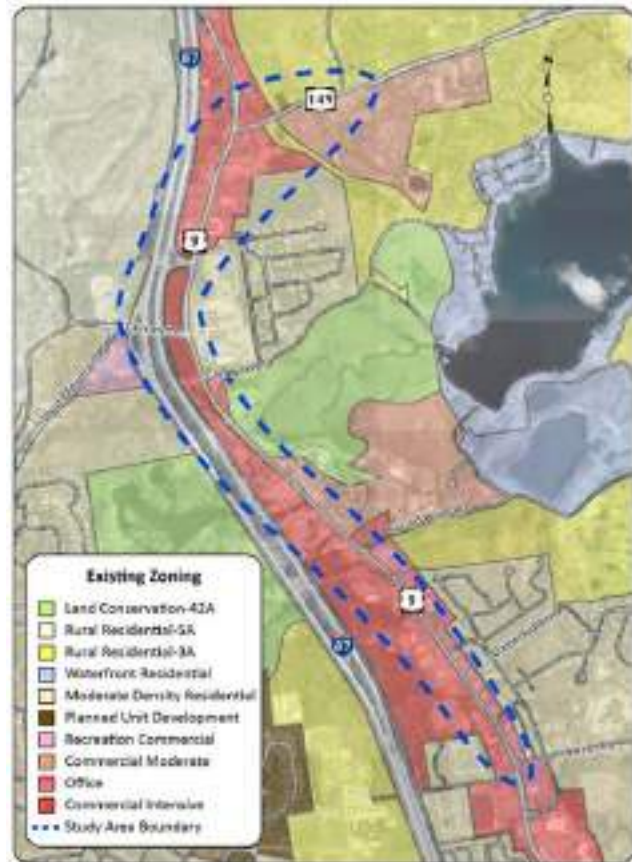 87
149
N
9
9
87
Existing Zoning
Land Conservation-42A
Rural Residential-5A
Rural Residential-3A
Waterfront Residential
Moderate Density Residential
Planned Unit Development
Recreation Commercial
Commercial Moderate
Office
Commercial Intensive
Study Area Boundary